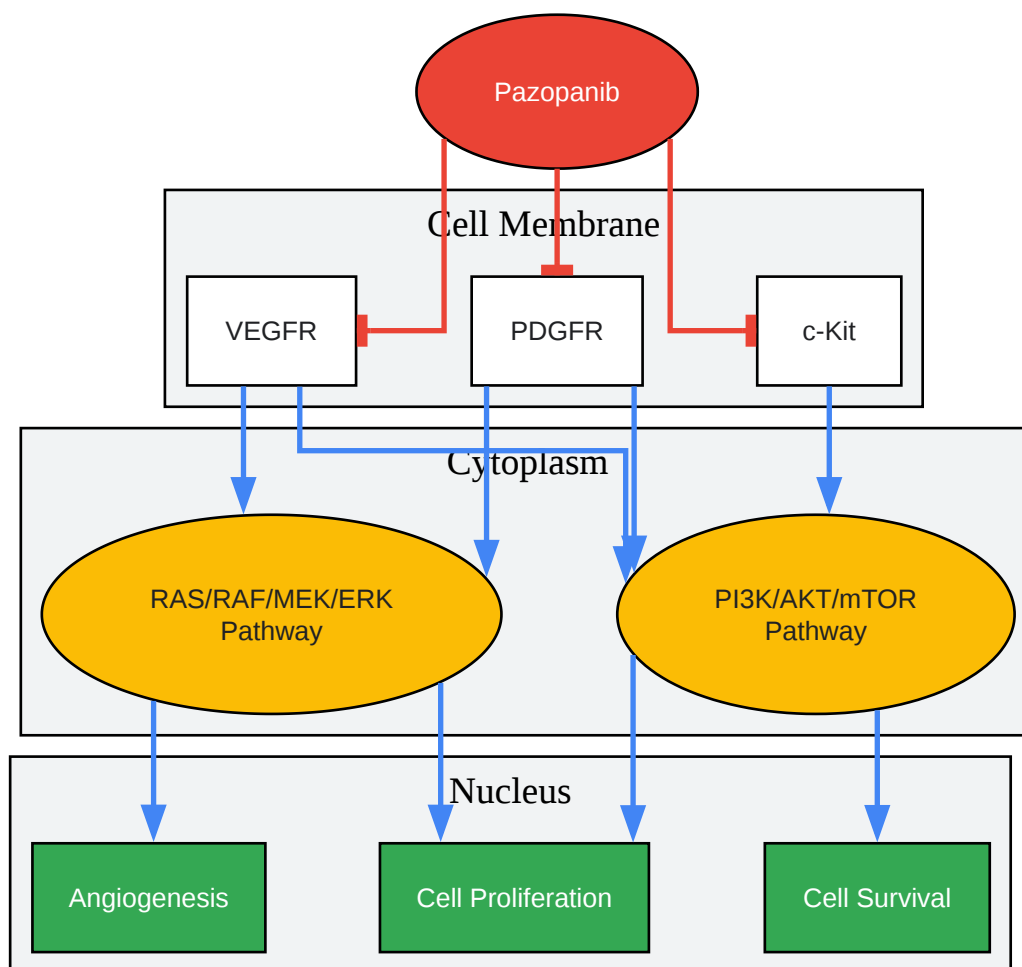 Pazopanib
Cell Membrane
VEGFR
PDGFR
c-Kit
Cytoplasm
RAS/RAF/MEK/ERK
Pathway
PI3K/AKT/mTOR
Pathway
Nucleus
Angiogenesis
Cell Proliferation
Cell Survival